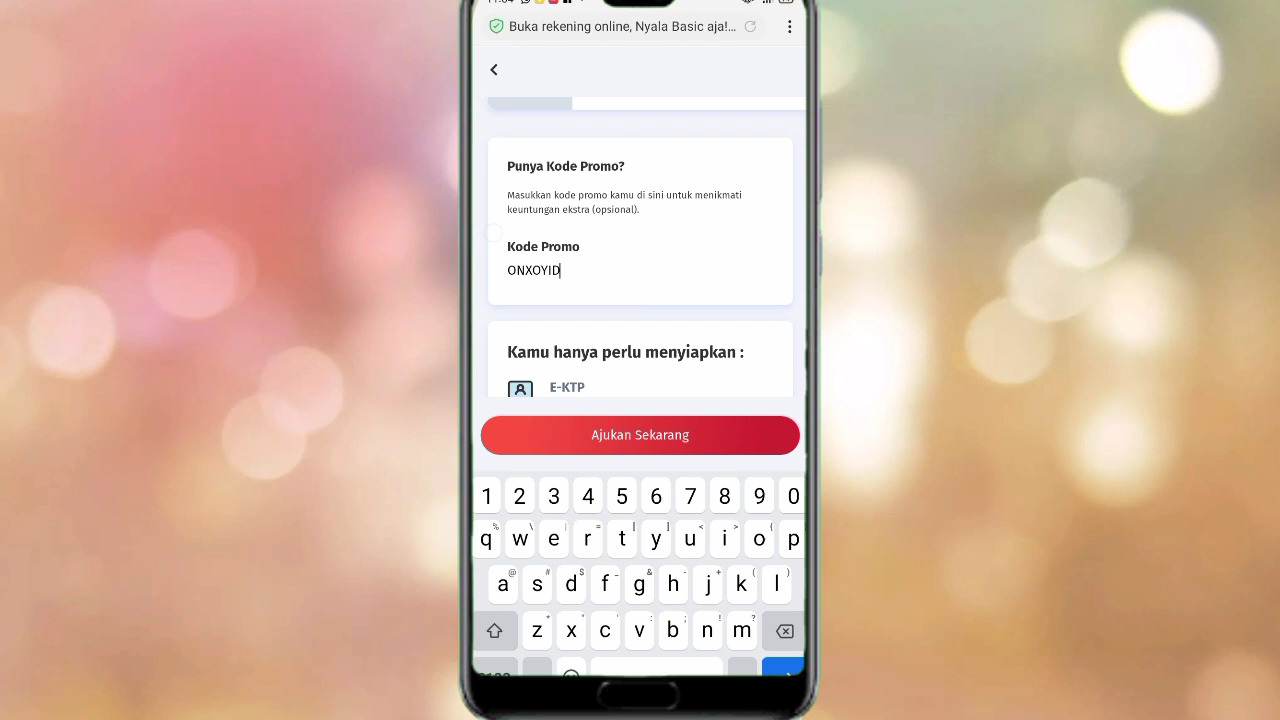 Buka rekening online, Nyala Basic aja!...
Punya Kode Promo?
Masukkan kode promo kamu di sini untuk menikmati
keuntungan ekstra (opsional).
Kode Promo
ONXOYID
Kamu hanya perlu menyiapkan :
E-KTP
Ajukan Sekarang
1 2 3 4 5 6 7 8 9 0
q w e r t y u i o p
a s d f g h j k l
z x c v b n m